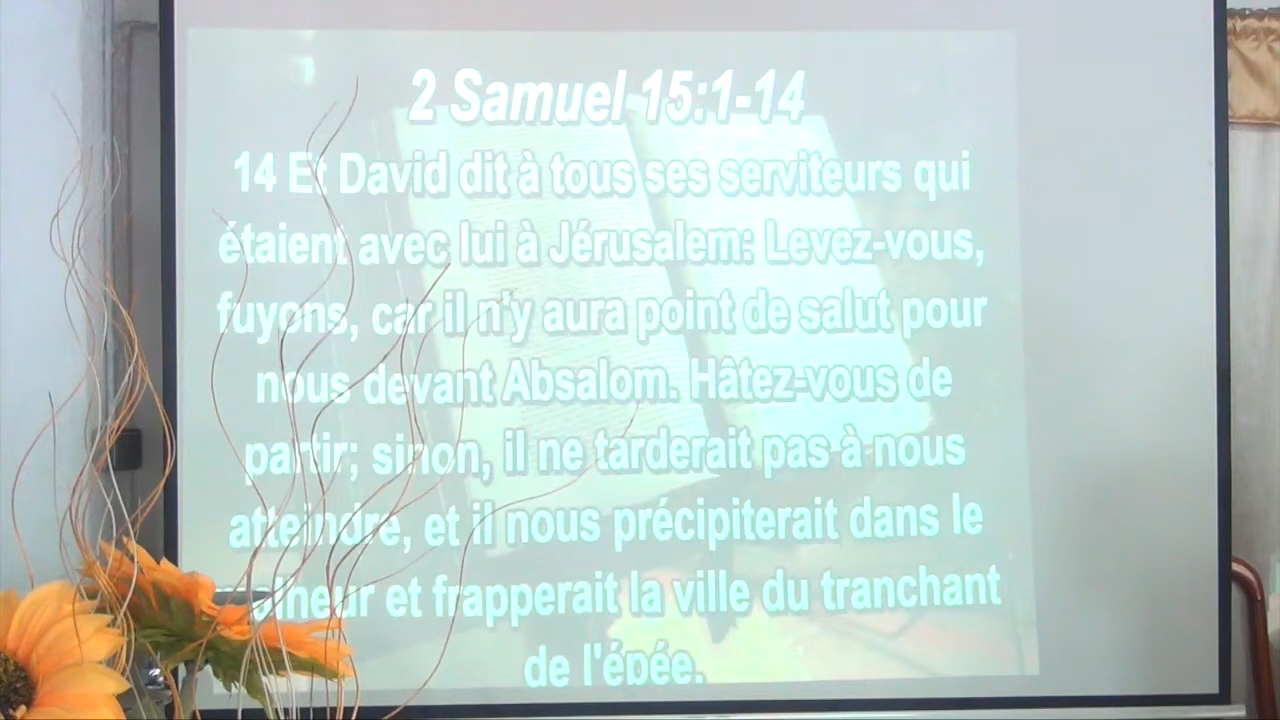 2 Samuel 15:1-14
14 Et David dit à tous ses serviteurs qui
étaient avec lui à Jérusalem: Levez-vous,
fuyons, car il n'y aura point de salut pour
nous devant Absalom. Hâtez-vous de
partir; sinon, il ne tarderait pas à nous
atteindre, et il nous précipiterait dans le
malheur et frapperait la ville du tranchant
de l'épée.